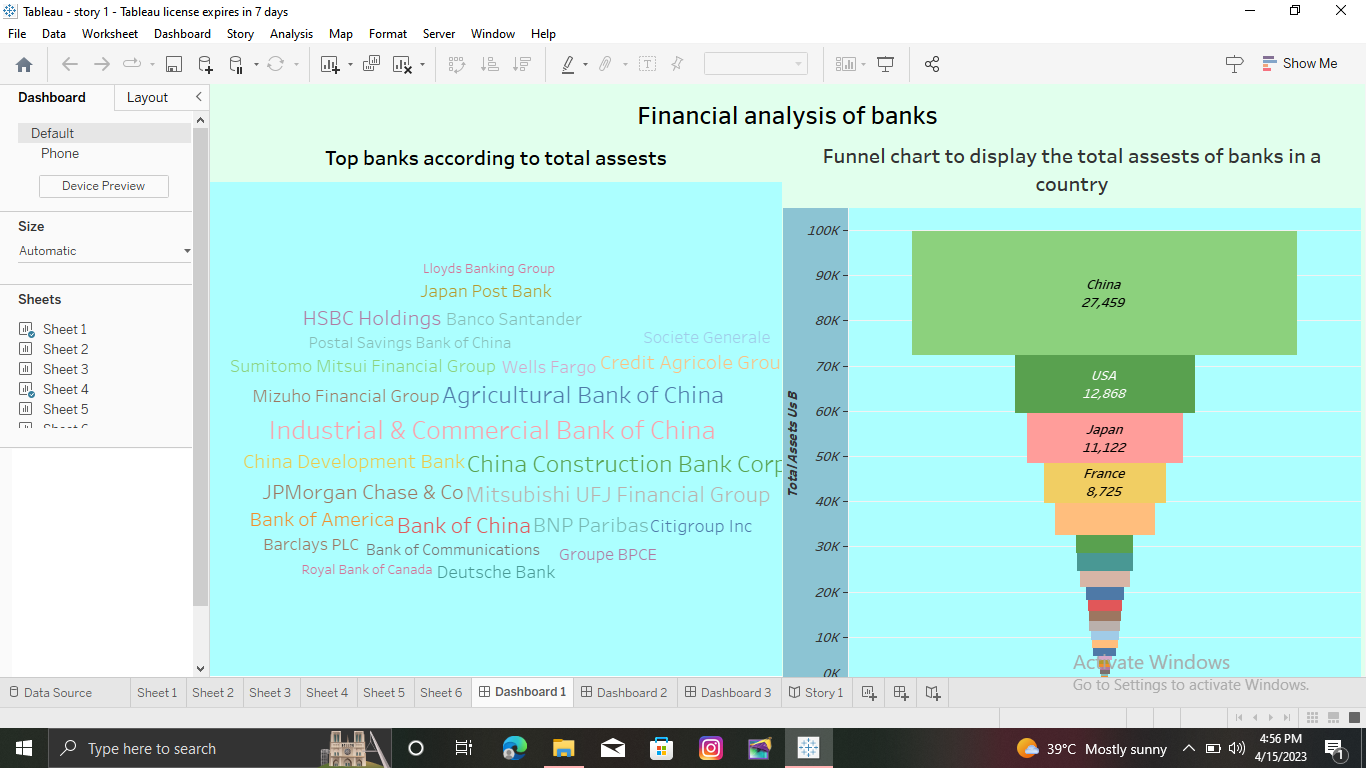 Tableau - story 1 - Tableau license expires in 7 days
File Data Worksheet Dashboard Story Analysis Map Format Server Window Help
Show Me
Dashboard Layout
Default
Phone
Device Preview
Size
Automatic
Sheets
Sheet 1
Sheet 2
Sheet 3
Sheet 4
Sheet 5
Financial analysis of banks
Top banks according to total assests
Lloyds Banking Group
Japan Post Bank
HSBC Holdings Banco Santander
Societe Generale
Postal Savings Bank of China
Sumitomo Mitsui Financial Group Wells Fargo Credit Agricole Grou
Mizuho Financial Group Agricultural Bank of China
Industrial & Commercial Bank of China
China Development Bank China Construction Bank Corp
JPMorgan Chase & Co Mitsubishi UFJ Financial Group
Bank of America Bank of China BNP Paribas Citigroup Inc
Barclays PLC Bank of Communications Groupe BPCE
Royal Bank of Canada Deutsche Bank
Funnel chart to display the total assests of banks in a
country
Total Assets Us B
100K
90K
80K
70K
60K
50K
40K
30K
20K
10K
0K
China
27,459
USA
12,868
Japan
11,122
France
8,725
Activate Windows
Go to Settings to activate Windows.
Data Source Sheet 1 Sheet 2 Sheet 3 Sheet 4 Sheet 5 Sheet 6 Dashboard 1 Dashboard 2 Dashboard 3 Story 1
Type here to search
39°C Mostly sunny
4:56 PM
4/15/2023
1